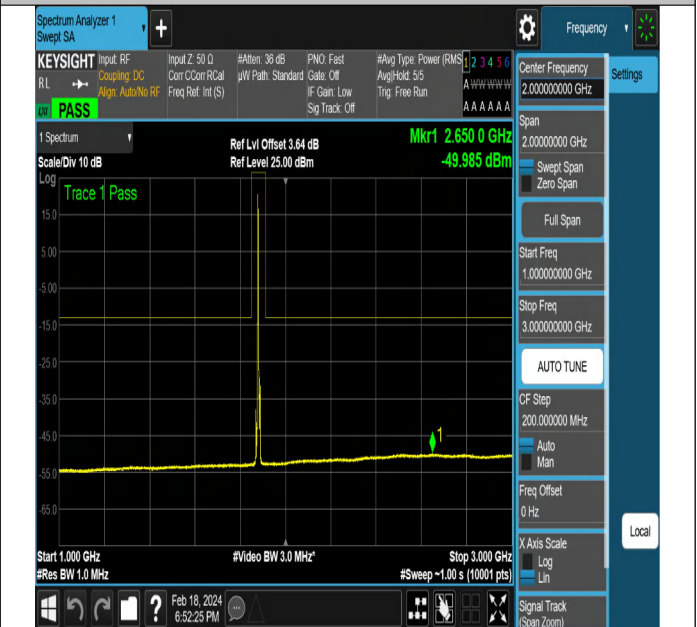 Spectrum Analyzer 1
Swept SA
Frequency
KEYSIGHT
RL
PASS
Input: RF
Coupling: DC
Align: Auto/No RF
Input Z: 50 Ω
Corr CCorr RCal
Freq Ref: Int (S)
#Atten: 36 dB
µW Path: Standard
PNO: Fast
Gate: Off
IF Gain: Low
Sig Track: Off
#Avg Type: Power (RMS
Avg|Hold: 5/5
Trig: Free Run
1 2 3 4 5 6
A W W W W W
A A A A A A
1 Spectrum
Scale/Div 10 dB
Ref Lvl Offset 3.64 dB
Ref Level 25.00 dBm
Mkr1 2.650 0 GHz
-49.985 dBm
Log
Trace 1 Pass
15.0
5.00
-5.00
-15.0
-25.0
-35.0
-45.0
-55.0
-65.0
1
Start 1.000 GHz
#Res BW 1.0 MHz
#Video BW 3.0 MHz*
Stop 3.000 GHz
#Sweep ~1.00 s (10001 pts)
Center Frequency
2.000000000 GHz
Settings
Span
2.00000000 GHz
Swept Span
Zero Span
Full Span
Start Freq
1.000000000 GHz
Stop Freq
3.000000000 GHz
AUTO TUNE
CF Step
200.000000 MHz
Auto
Man
Freq Offset
0 Hz
X Axis Scale
Log
Lin
Local
Signal Track
(Span Zoom)
?
Feb 18, 2024
6:52:25 PM